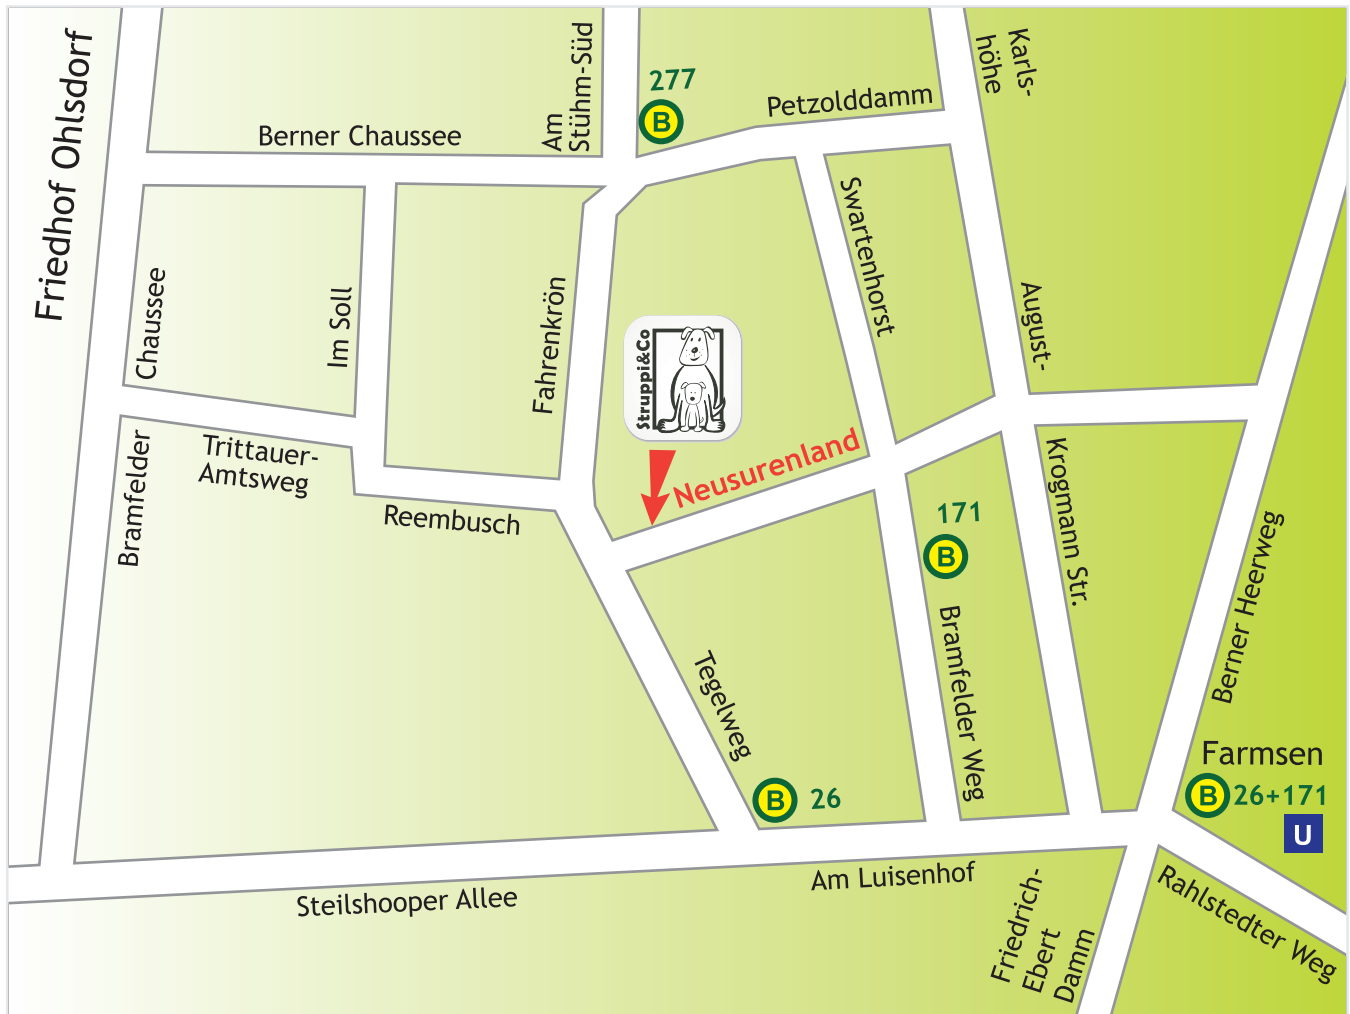 Friedhof Ohlsdorf
Berner Chaussee
Am
Stühm-Süd
277
B
Petzolddamm
Karls-
höhe
Chaussee
Im Soll
Fahrenkrön
Struppi&Co
Swartenhorst
August-
Bramfelder
Trittauer-
Amtsweg
Reembusch
Neusurenland
171
B
Krogmann Str.
Berner Heerweg
Tegelweg
Bramfelder Weg
B 26
Farmsen
B 26+171
U
Steilshooper Allee
Am Luisenhof
Friedrich-
Ebert
Damm
Rahlstedter Weg